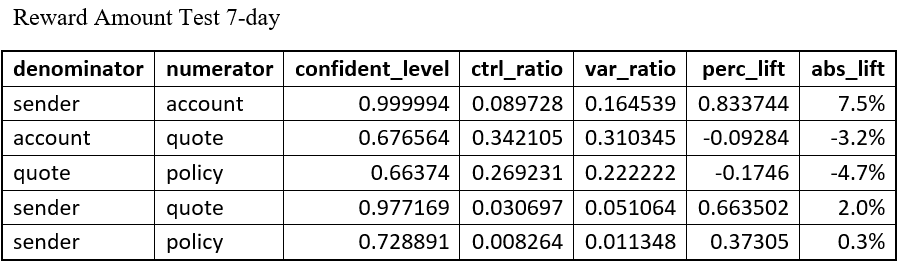 Reward Amount Test 7-day
denominator numerator confident_level ctrl_ratio var_ratio perc_lift abs_lift
sender account 0.999994 0.089728 0.164539 0.833744 7.5%
account quote 0.676564 0.342105 0.310345 -0.09284 -3.2%
quote policy 0.66374 0.269231 0.222222 -0.1746 -4.7%
sender quote 0.977169 0.030697 0.051064 0.663502 2.0%
sender policy 0.728891 0.008264 0.011348 0.37305 0.3%